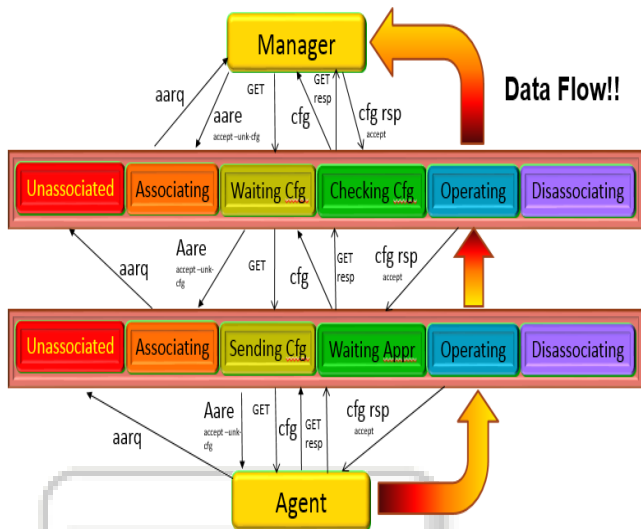 Manager
Data Flow!!
aarq
aare
accept –unk-cfg
GET
cfg
GET
resp
cfg rsp
accept
Unassociated
Associating
Waiting Cfg
Checking Cfg
Operating
Disassociating
aarq
Aare
accept –unk-
cfg
GET
cfg
GET
resp
cfg rsp
accept
Unassociated
Associating
Sending Cfg
Waiting Appr
Operating
Disassociating
aarq
Aare
accept –unk-
cfg
GET
cfg
GET
resp
cfg rsp
accept
Agent